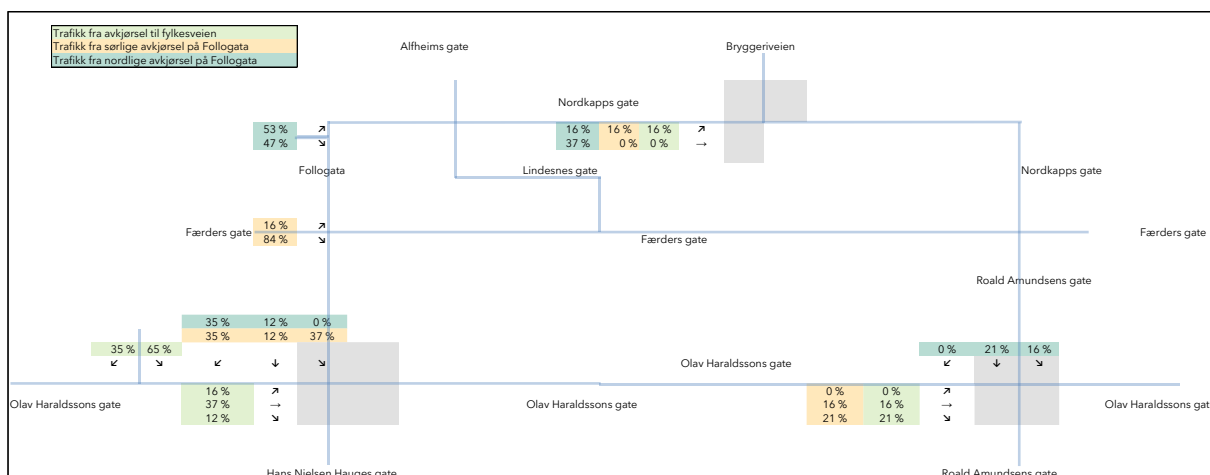 Trafikk fra avkjørsel til fylkesveien
Trafikk fra sørlige avkjørsel på Follogata
Trafikk fra nordlige avkjørsel på Follogata
Alfheims gate
Bryggeriveien
Nordkapps gate
53 % ↗
47 % ↘
16 % 16 % 16 % ↗
37 % 0 % 0 % →
Follogata
Lindesnes gate
Nordkapps gate
Færders gate
16 % ↗
84 % ↘
Færders gate
Færders gate
Roald Amundsens gate
35 % 12 % 0 %
35 % 12 % 37 %
35 % 65 %
↙ ↘ ↙ ↓ ↘
Olav Haraldssons gate
0 % 21 % 16 %
↙ ↓ ↘
Olav Haraldssons gate
16 % ↗
37 % →
12 % ↘
Olav Haraldssons gate
0 % 0 % ↗
16 % 16 % →
21 % 21 % ↘
Olav Haraldssons gate
Hans Nielsen Hauges gate
Roald Amundsens gate